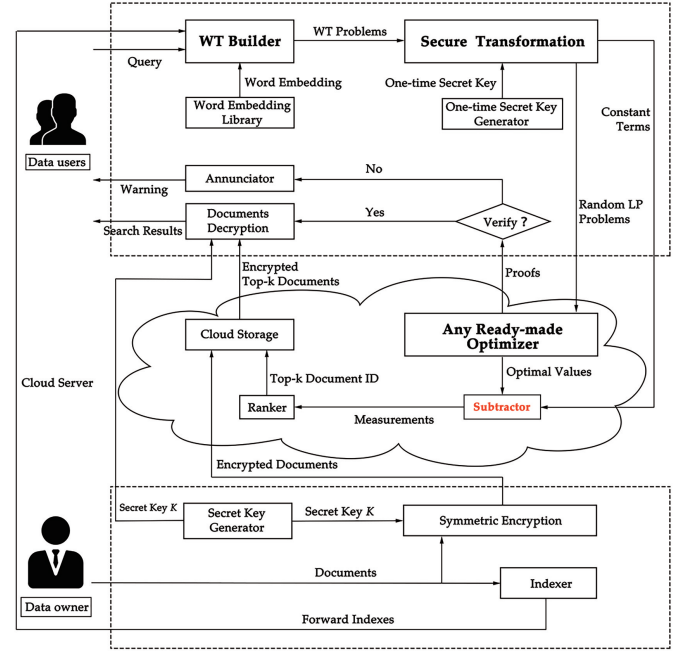 WT Builder
WT Problems
Secure Transformation
Query
Word Embedding
One-time Secret Key
Word Embedding
Library
One-time Secret Key
Generator
Constant
Terms
Data users
Annunciator
No
Warning
Documents
Decryption
Yes
Verify ?
Random LP
Problems
Search Results
Encrypted
Top-k Documents
Proofs
Cloud Storage
Any Ready-made
Optimizer
Cloud Server
Top-k Document ID
Optimal Values
Ranker
Measurements
Subtractor
Encrypted Documents
Secret Key K
Secret Key
Generator
Secret Key K
Symmetric Encryption
Documents
Indexer
Data owner
Forward Indexes